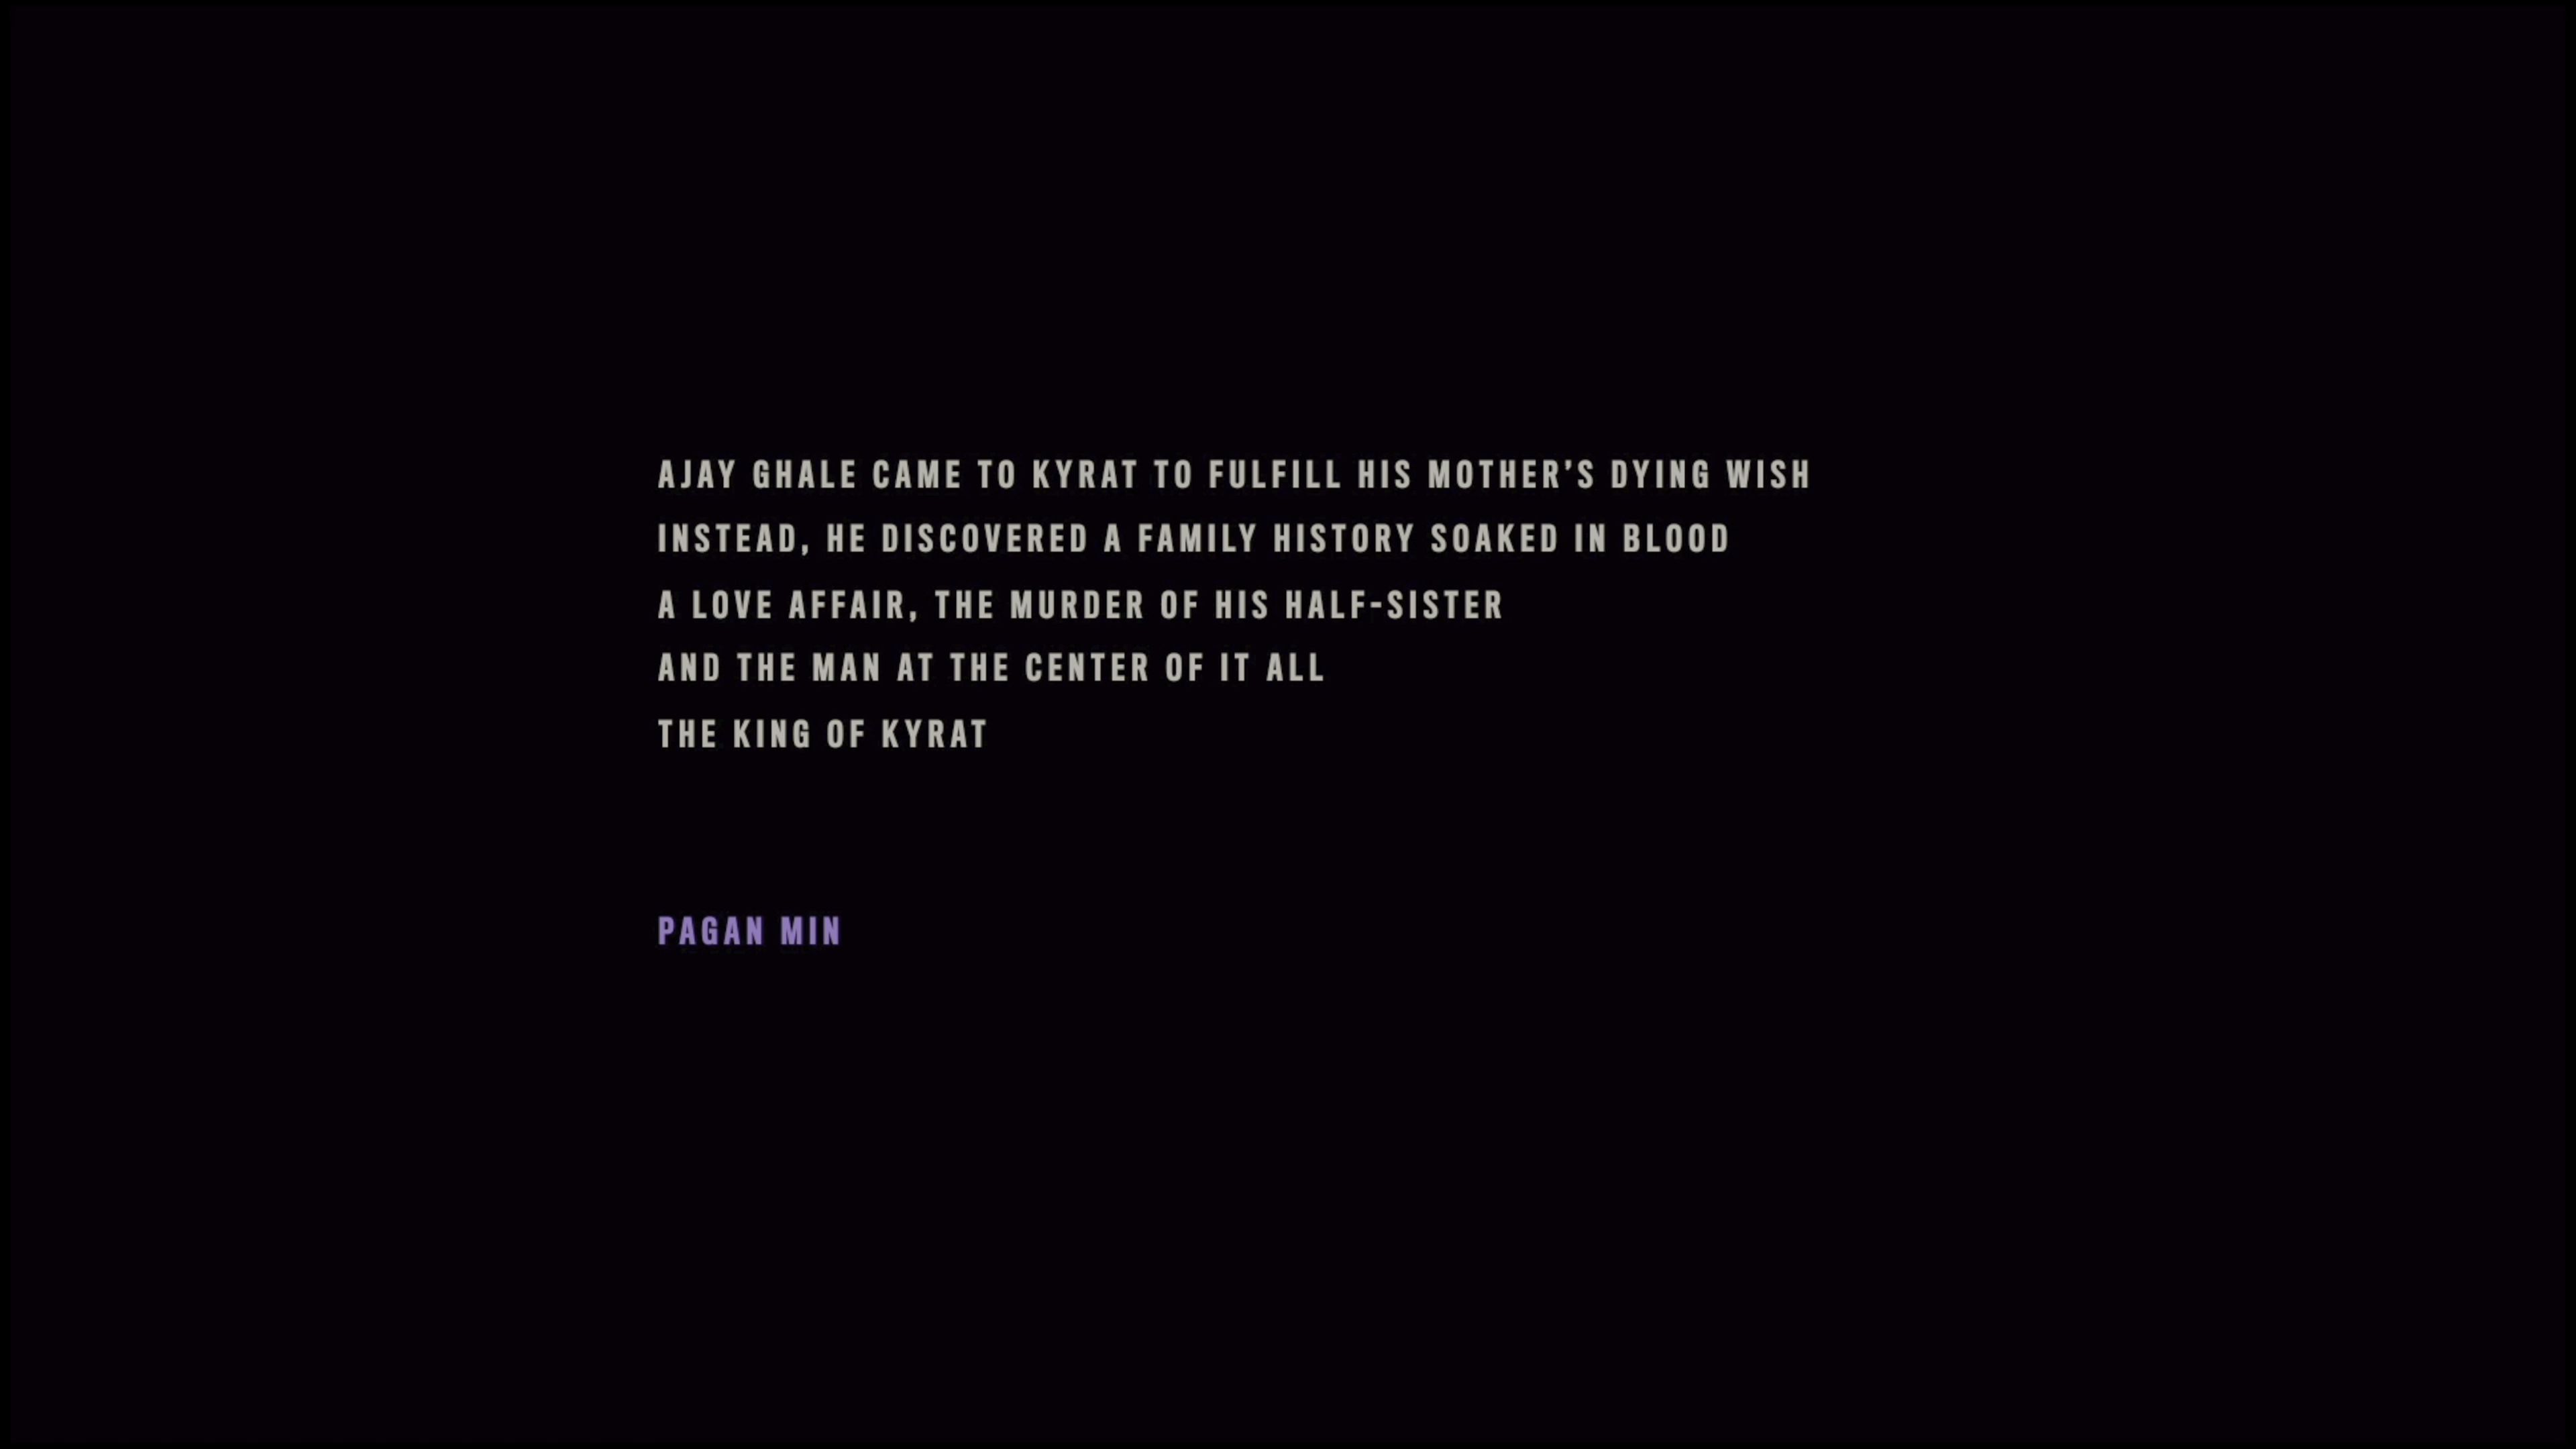 AJAY GHALE CAME TO KYRAT TO FULFILL HIS MOTHER’S DYING WISH
INSTEAD, HE DISCOVERED A FAMILY HISTORY SOAKED IN BLOOD
A LOVE AFFAIR, THE MURDER OF HIS HALF-SISTER
AND THE MAN AT THE CENTER OF IT ALL
THE KING OF KYRAT
PAGAN MIN